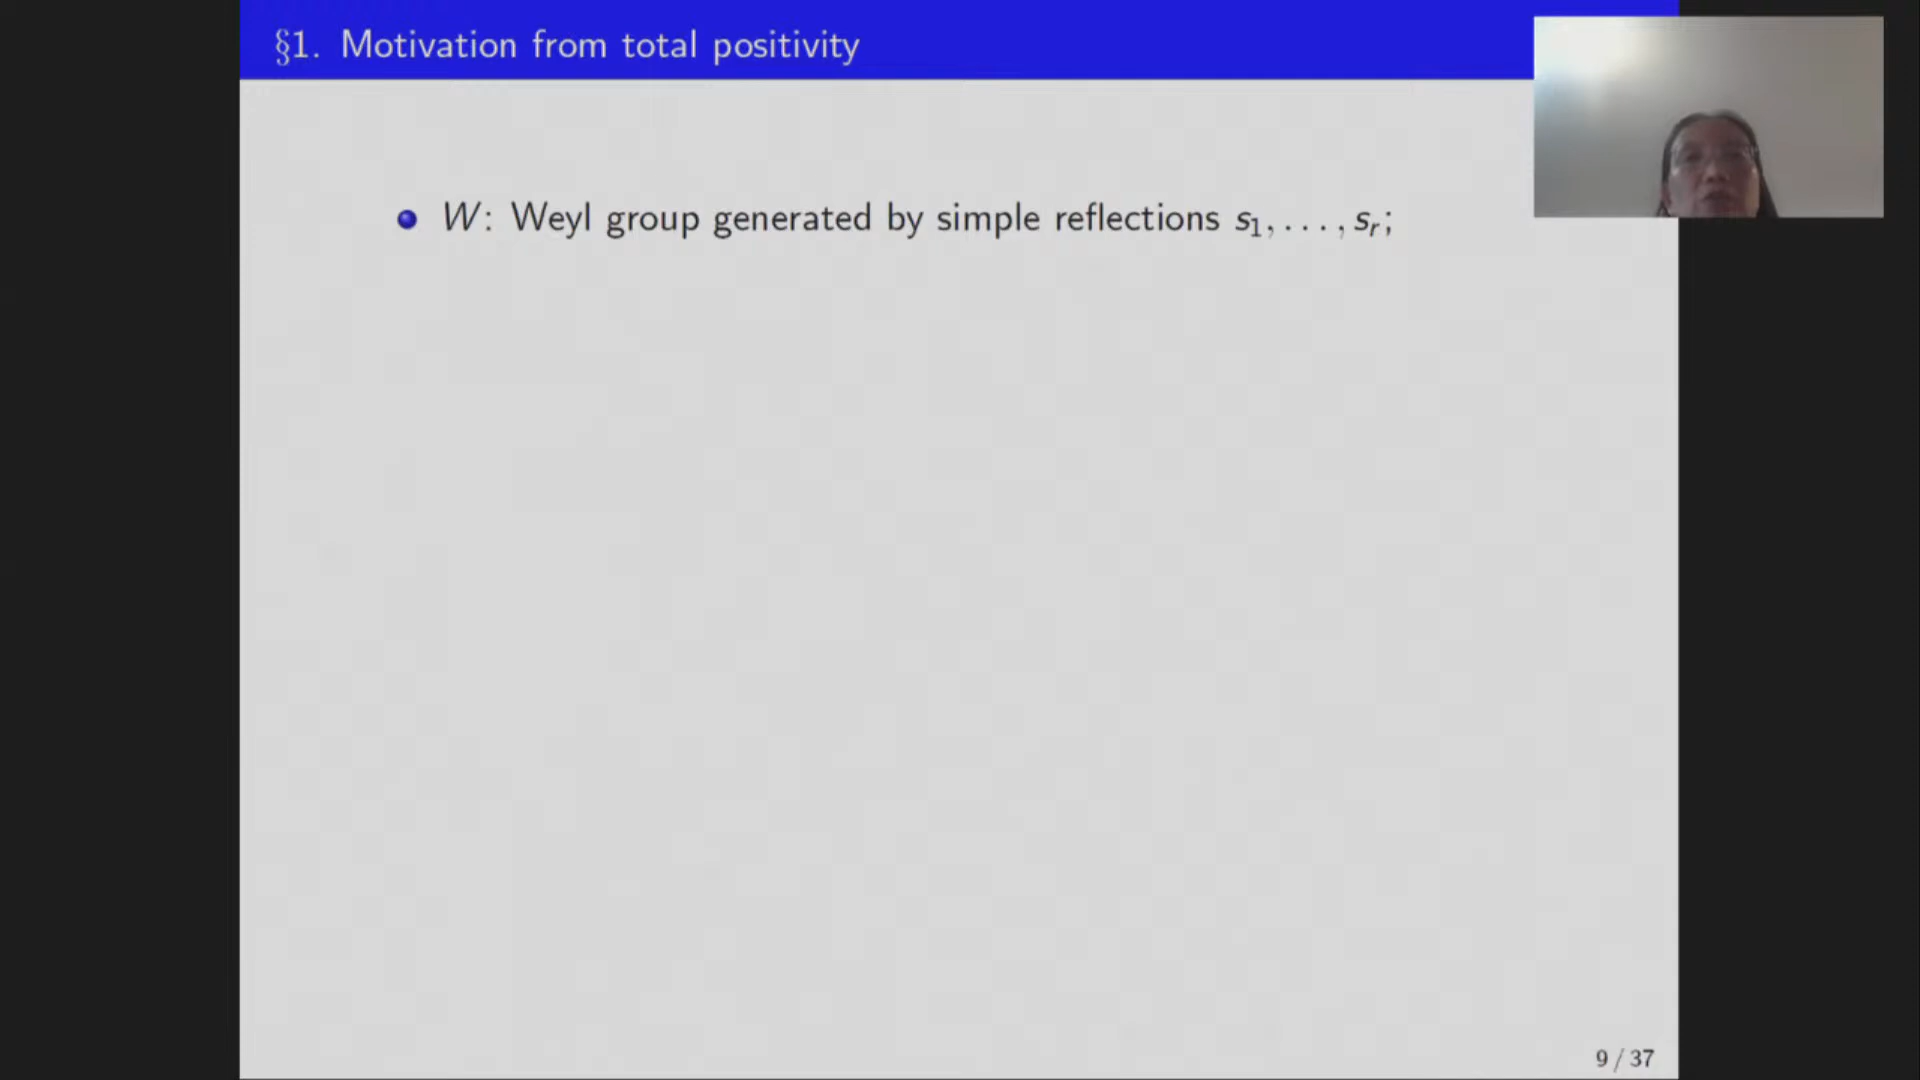 §1. Motivation from total positivity
W: Weyl group generated by simple reflections s₁, . . . , sᵣ;
9 / 37